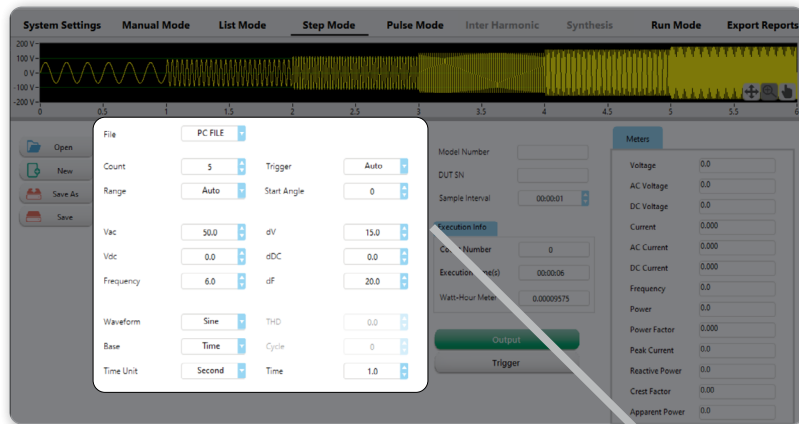 System Settings Manual Mode List Mode Step Mode Pulse Mode Inter Harmonic Synthesis Run Mode Export Reports
200 V-
100 V-
0 V-
-100 V-
-200 V-
0 0.5 1 1.5 2 2.5 3 3.5 4 4.5 5 5.5 6
Open
New
Save As
Save
File PC FILE
Count 5 Trigger Auto
Range Auto Start Angle 0
Vac 50.0 dV 15.0
Vdc 0.0 dDC 0.0
Frequency 6.0 dF 20.0
Waveform Sine THD 0.0
Base Time Cycle 0
Time Unit Second Time 1.0
Model Number
DUT SN
Sample Interval 00:00:01
Execution Info
Number 0
Execution 00:00:06
Watt-Hour Meter 0.00009575
Output
Trigger
Meters
Voltage 0.0
AC Voltage 0.0
DC Voltage 0.0
Current 0.000
AC Current 0.000
DC Current 0.000
Frequency 0.0
Power 0.0
Power Factor 0.000
Peak Current 0.0
Reactive Power 0.0
Crest Factor 0.00
Apparent Power 0.0